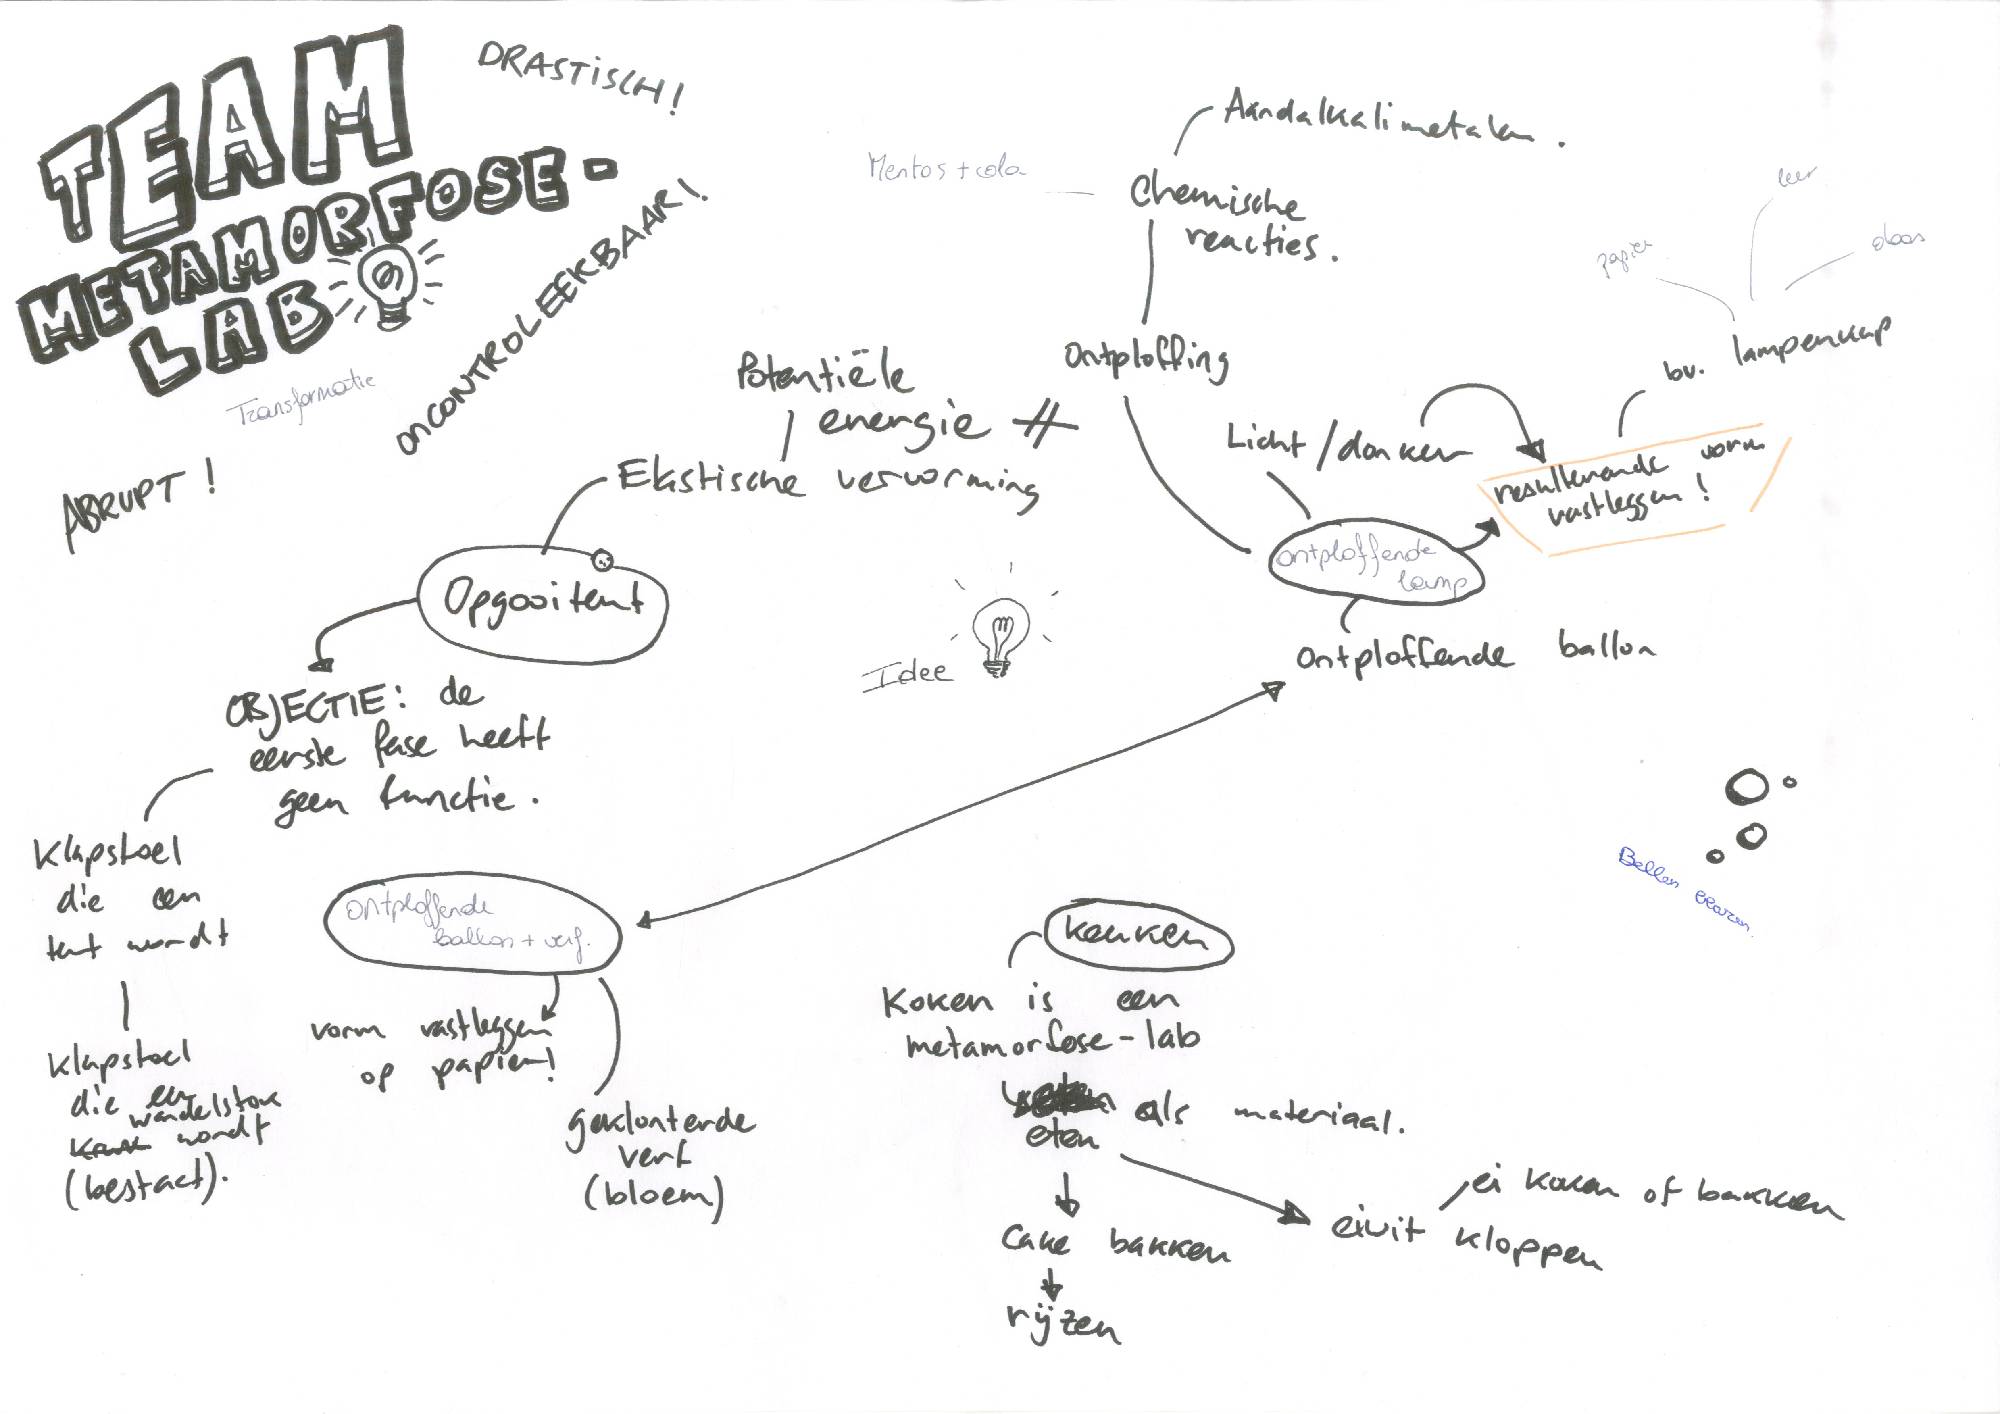 TEAM
METAMORFOSE-
LAB
Transformatie
DRASTISCH!
ONCONTROLEEKBAAR!
ABRUPT!
Potentiële
energie
Elastische vervorming
Opgooitent
OBJECTIE: de
eerste fase heeft
geen functie.
Klapstoel
die een
tent wordt
Klapstoel
die een
wandelstok
wordt
(bestaat).
Aardalkalimetalen.
Mentos + cola
Chemische
reacties.
Ontploffing
Licht/donker
resulterende vorm
vastleggen!
bv. lampenkap
papier
leer
ontploffende
lamp
ontploffende ballon
Idee
ontploffende
ballon + verf.
vorm vastleggen
op papier!
geklonterde
verf
(bloem)
Keuken
Koken is een
metamorfose-lab
eten als materiaal.
Cake bakken
rijzen
eiwit kloppen
ei koken of bakken
Bellen blazen